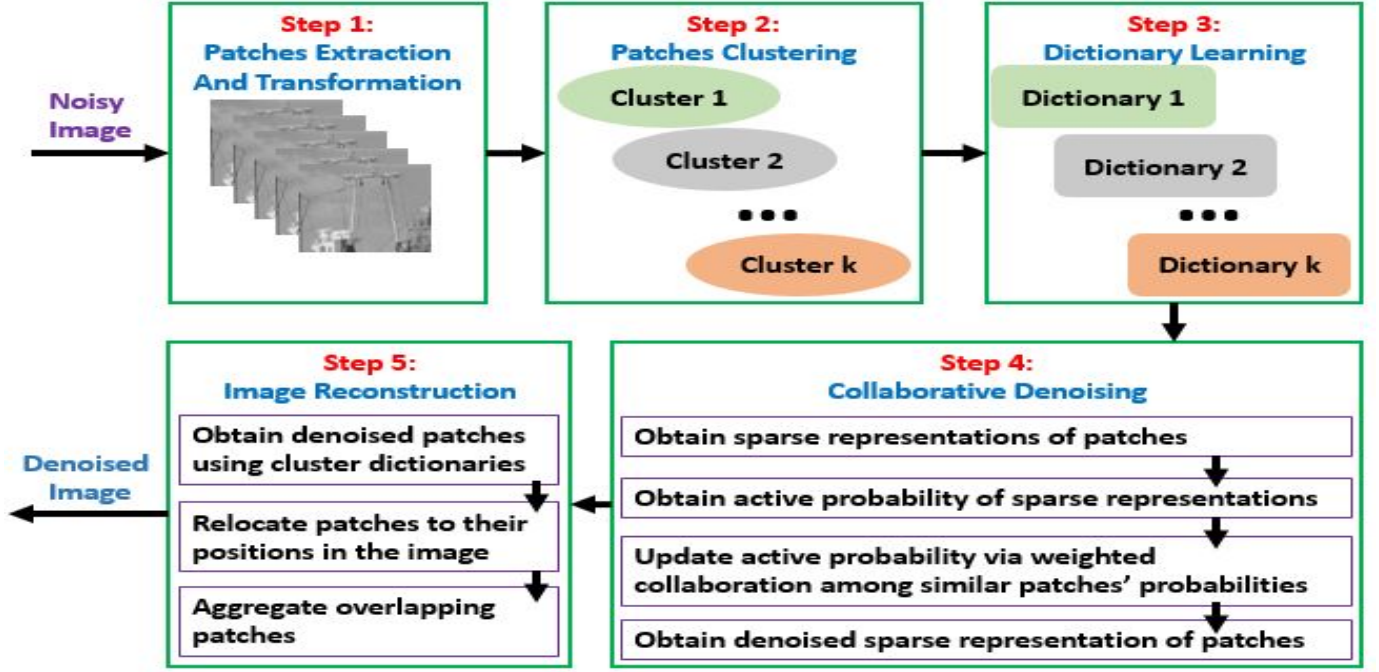 Noisy
Image
Step 1:
Patches Extraction
And Transformation
Step 2:
Patches Clustering
Cluster 1
Cluster 2
...
Cluster k
Step 3:
Dictionary Learning
Dictionary 1
Dictionary 2
...
Dictionary k
Step 4:
Collaborative Denoising
Obtain sparse representations of patches
Obtain active probability of sparse representations
Update active probability via weighted
collaboration among similar patches’ probabilities
Obtain denoised sparse representation of patches
Step 5:
Image Reconstruction
Obtain denoised patches
using cluster dictionaries
Relocate patches to their
positions in the image
Aggregate overlapping
patches
Denoised
Image